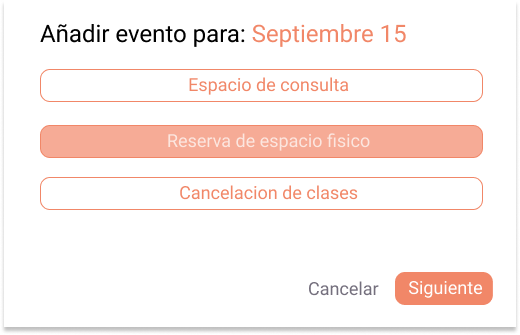 Añadir evento para: Septiembre 15
Espacio de consulta
Reserva de espacio fisico
Cancelacion de clases
Cancelar Siguiente